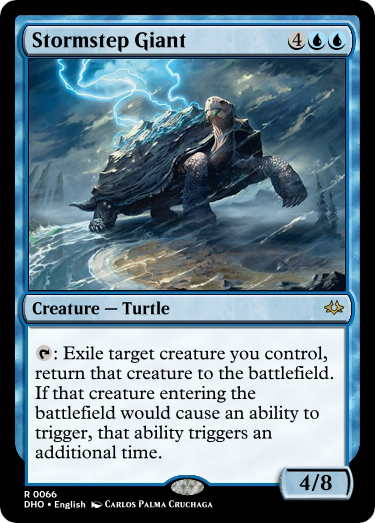 Stormstep Giant 4
Creature — Turtle
: Exile target creature you control,
return that creature to the battlefield.
If that creature entering the
battlefield would cause an ability to
trigger, that ability triggers an
additional time.
4/8
R 0066
DHO • English Carlos Palma Cruchaga